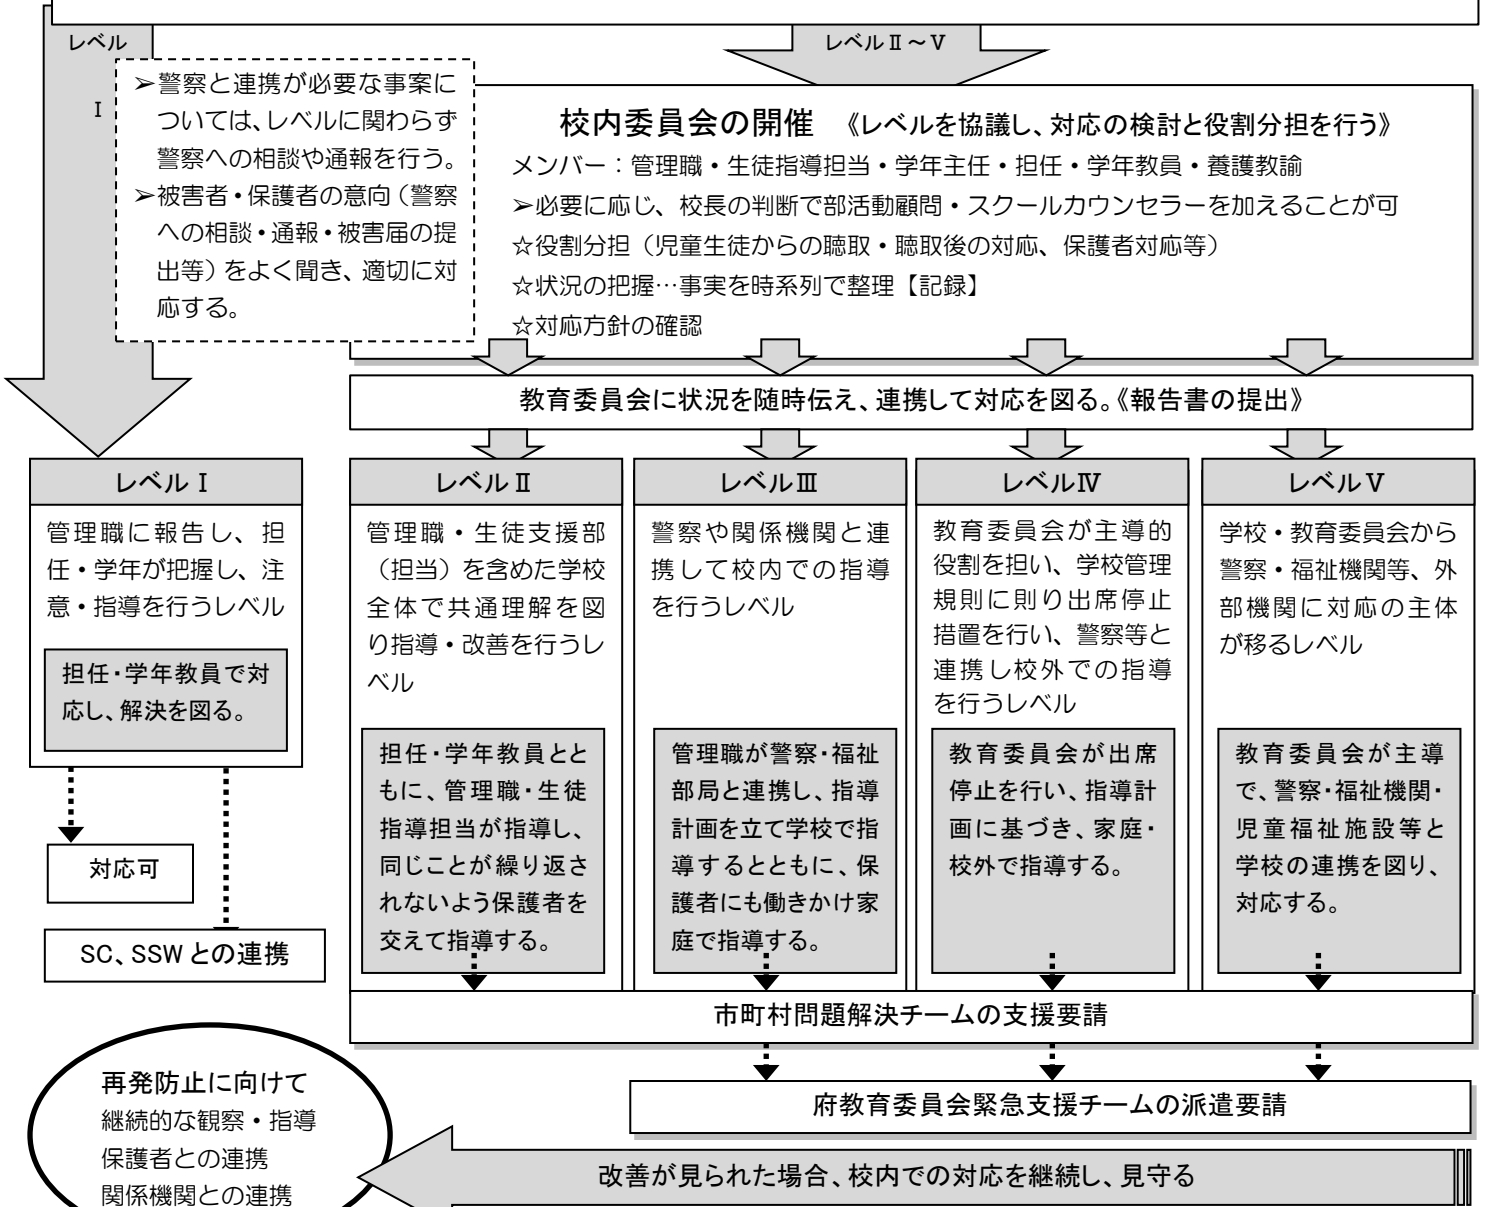 レベル
Ⅰ
レベルⅡ～Ⅴ
➢警察と連携が必要な事案に
ついては、レベルに関わらず
警察への相談や通報を行う。
➢被害者・保護者の意向（警察
への相談・通報・被害届の提
出等）をよく聞き、適切に対
応する。
校内委員会の開催　《レベルを協議し、対応の検討と役割分担を行う》
メンバー：管理職・生徒指導担当・学年主任・担任・学年教員・養護教諭
➢必要に応じ、校長の判断で部活動顧問・スクールカウンセラーを加えることが可
☆役割分担（児童生徒からの聴取・聴取後の対応、保護者対応等）
☆状況の把握…事実を時系列で整理【記録】
☆対応方針の確認
教育委員会に状況を随時伝え、連携して対応を図る。《報告書の提出》
レベルⅠ
管理職に報告し、担
任・学年が把握し、注
意・指導を行うレベル
担任・学年教員で対
応し、解決を図る。
対応可
SC、SSWとの連携
レベルⅡ
管理職・生徒支援部
（担当）を含めた学校
全体で共通理解を図
り指導・改善を行うレ
ベル
担任・学年教員とと
もに、管理職・生徒
指導担当が指導し、
同じことが繰り返さ
れないよう保護者を
交えて指導する。
レベルⅢ
警察や関係機関と連
携して校内での指導
を行うレベル
管理職が警察・福祉
部局と連携し、指導
計画を立て学校で指
導するとともに、保
護者にも働きかけ家
庭で指導する。
レベルⅣ
教育委員会が主導的
役割を担い、学校管理
規則に則り出席停止
措置を行い、警察等と
連携し校外での指導
を行うレベル
教育委員会が出席
停止を行い、指導計
画に基づき、家庭・
校外で指導する。
レベルⅤ
学校・教育委員会から
警察・福祉機関等、外
部機関に対応の主体
が移るレベル
教育委員会が主導
で、警察・福祉機関・
児童福祉施設等と
学校の連携を図り、
対応する。
市町村問題解決チームの支援要請
府教育委員会緊急支援チームの派遣要請
改善が見られた場合、校内での対応を継続し、見守る
再発防止に向けて
継続的な観察・指導
保護者との連携
関係機関との連携